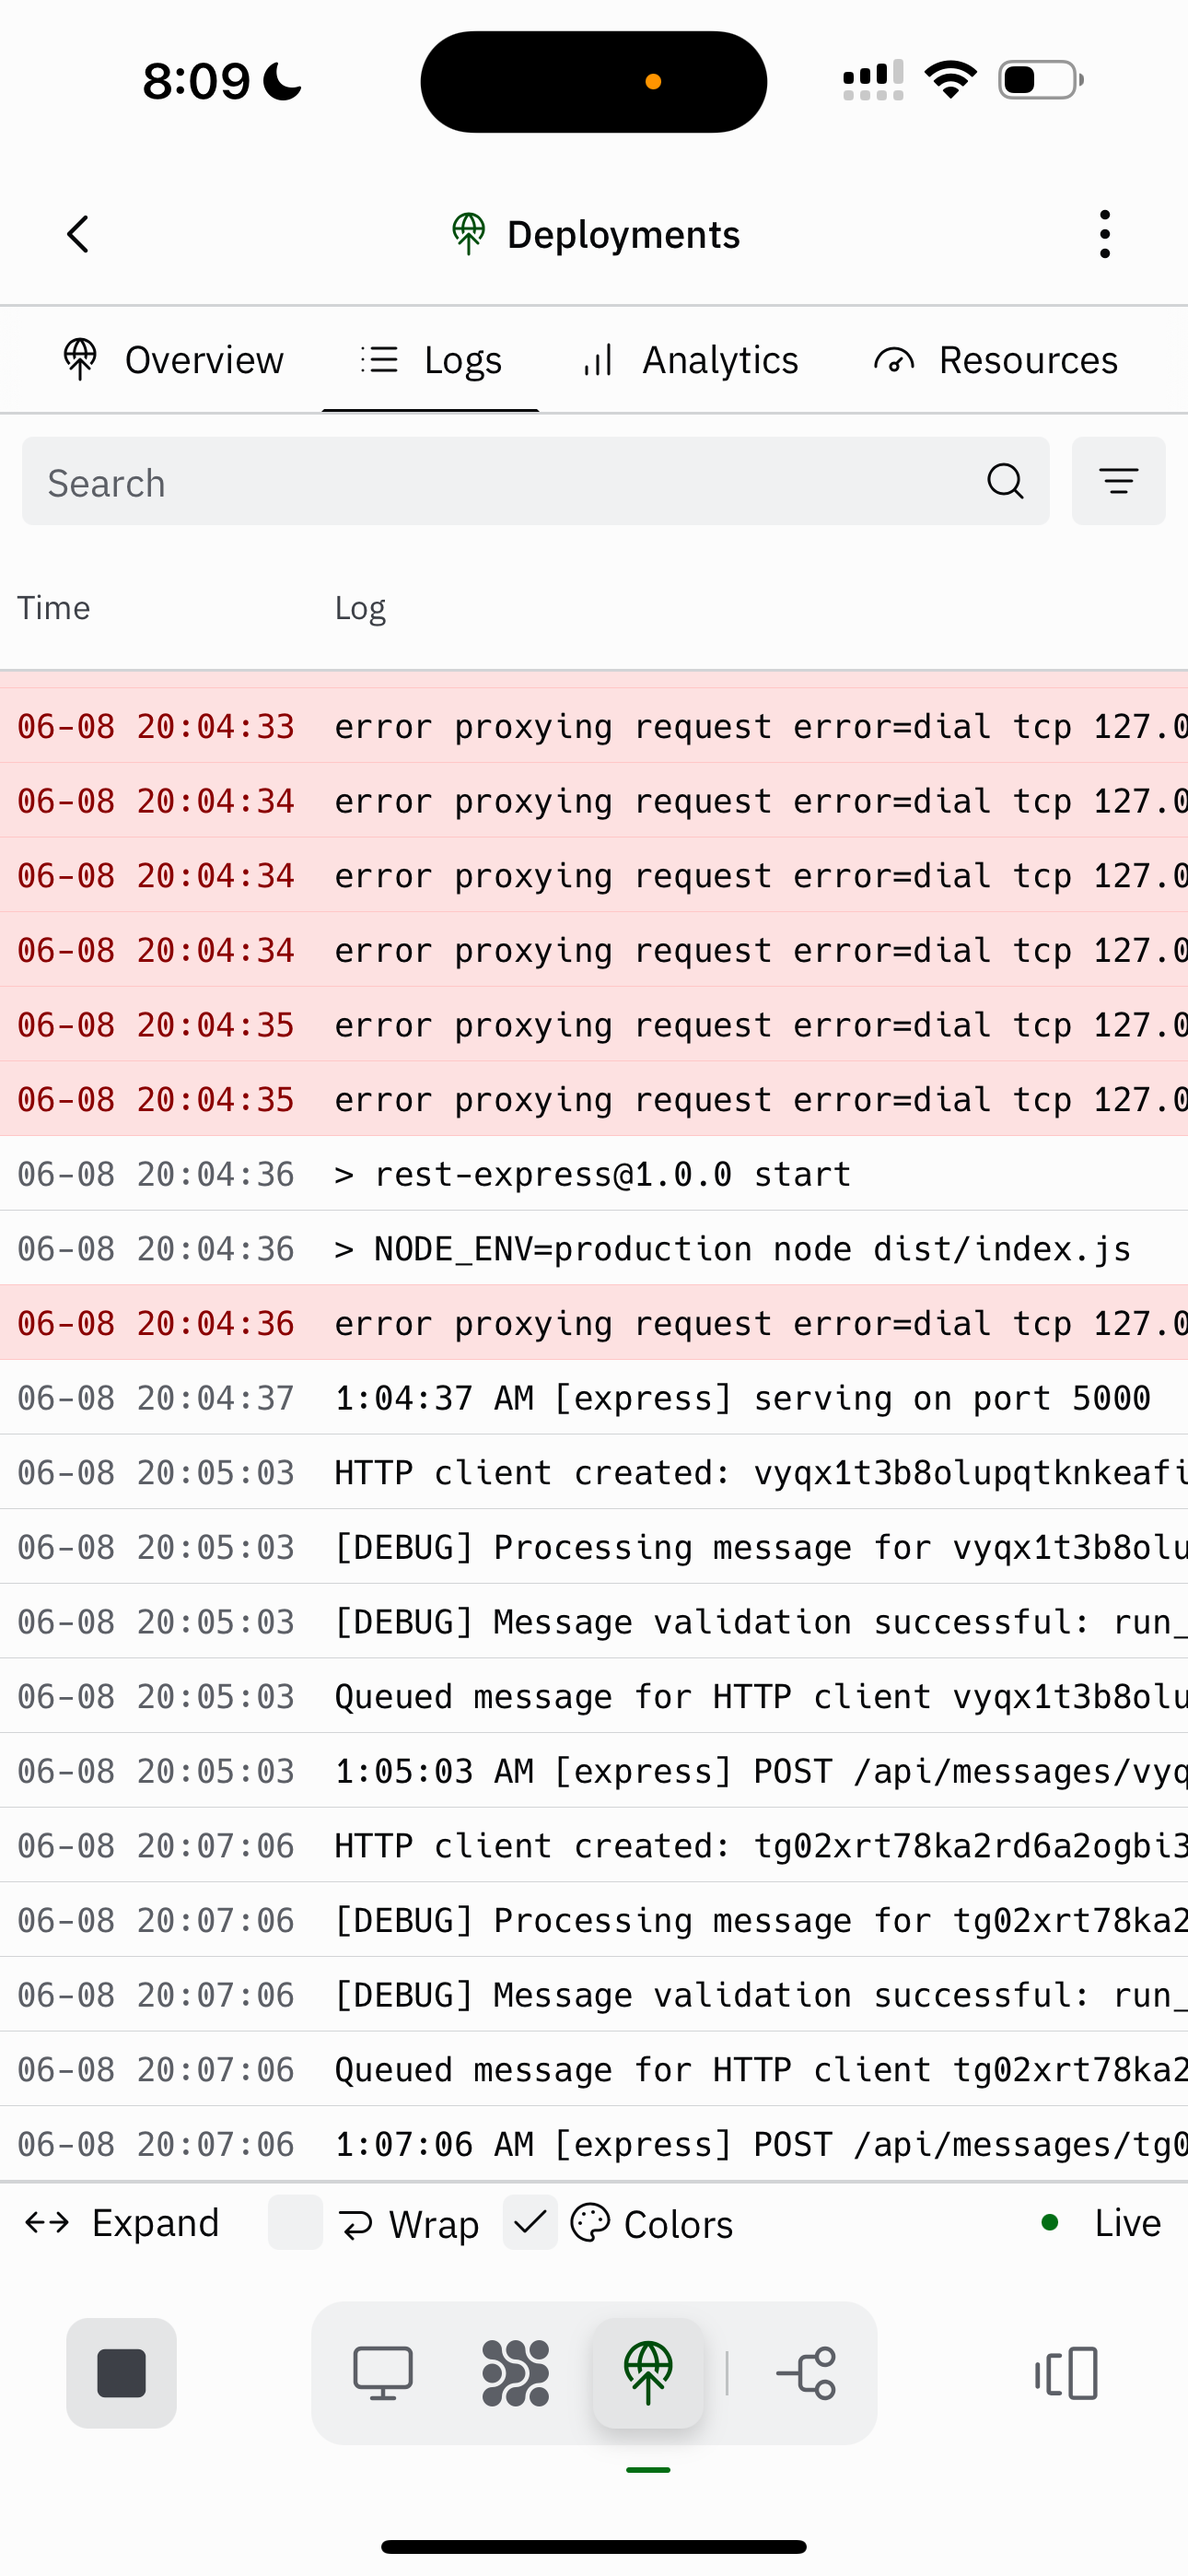 8:09
Deployments
Overview Logs Analytics Resources
Search
Time Log
06-08 20:04:33 error proxying request error=dial tcp 127.0
06-08 20:04:34 error proxying request error=dial tcp 127.0
06-08 20:04:34 error proxying request error=dial tcp 127.0
06-08 20:04:34 error proxying request error=dial tcp 127.0
06-08 20:04:35 error proxying request error=dial tcp 127.0
06-08 20:04:35 error proxying request error=dial tcp 127.0
06-08 20:04:36 > rest-express@1.0.0 start
06-08 20:04:36 > NODE_ENV=production node dist/index.js
06-08 20:04:36 error proxying request error=dial tcp 127.0
06-08 20:04:37 1:04:37 AM [express] serving on port 5000
06-08 20:05:03 HTTP client created: vyqx1t3b8olupqtknkeafi
06-08 20:05:03 [DEBUG] Processing message for vyqx1t3b8olu
06-08 20:05:03 [DEBUG] Message validation successful: run_
06-08 20:05:03 Queued message for HTTP client vyqx1t3b8olu
06-08 20:05:03 1:05:03 AM [express] POST /api/messages/vyq
06-08 20:07:06 HTTP client created: tg02xrt78ka2rd6a2ogbi3
06-08 20:07:06 [DEBUG] Processing message for tg02xrt78ka2
06-08 20:07:06 [DEBUG] Message validation successful: run_
06-08 20:07:06 Queued message for HTTP client tg02xrt78ka2
06-08 20:07:06 1:07:06 AM [express] POST /api/messages/tg0
Expand Wrap Colors Live